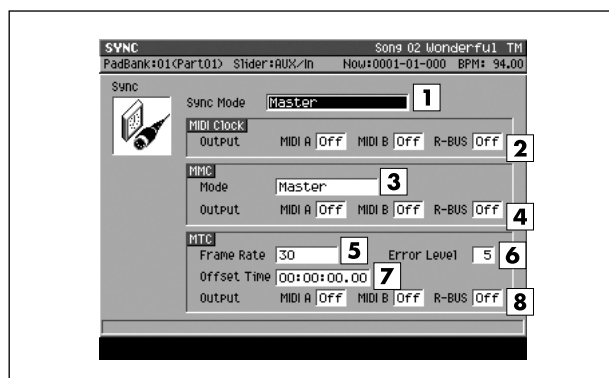 SYNC Song 02 Wonderful TM
PadBank:01(Part01) Slider:AUX/In Now:0001-01-000 BPM: 94.00
Sync
Sync Mode Master 1
MIDI Clock
Output MIDI A Off MIDI B Off R-BUS Off 2
MMC
Mode Master 3
Output MIDI A Off MIDI B Off R-BUS Off 4
MTC
Frame Rate 30 5 Error Level 5 6
Offset Time 00:00:00.00 7
Output MIDI A Off MIDI B Off R-BUS Off 8